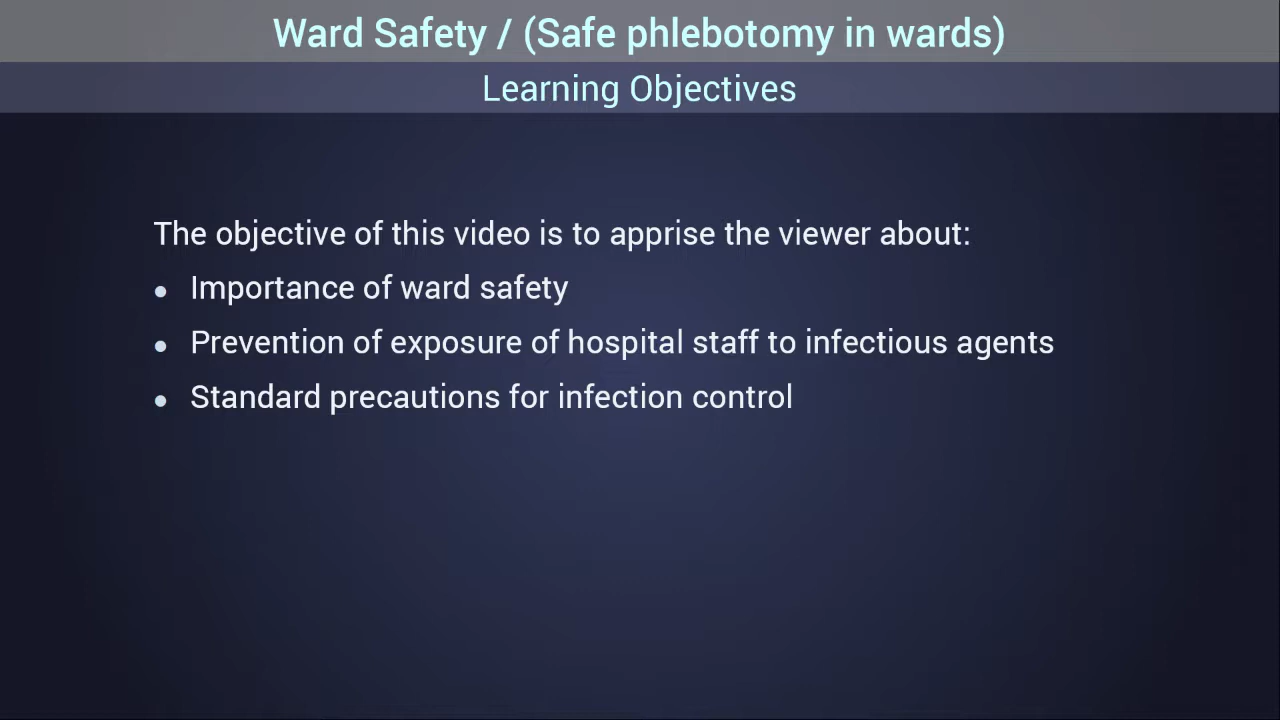 Ward Safety / (Safe phlebotomy in wards)
Learning Objectives
The objective of this video is to apprise the viewer about:
• Importance of ward safety
• Prevention of exposure of hospital staff to infectious agents
• Standard precautions for infection control